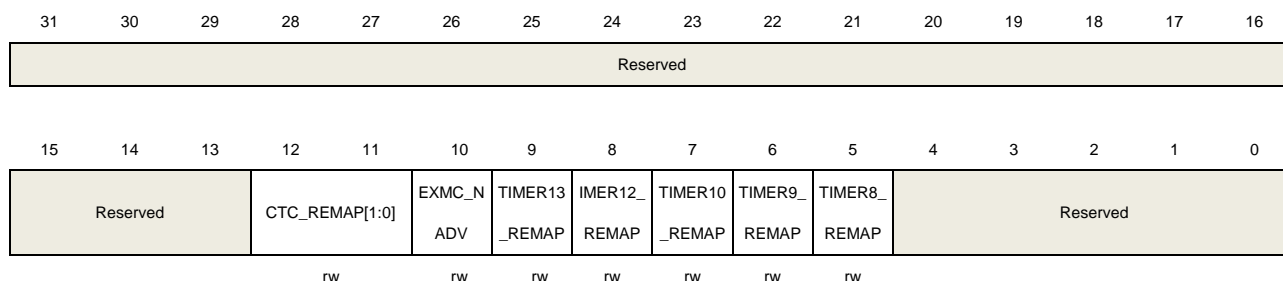 31 30 29 28 27 26 25 24 23 22 21 20 19 18 17 16
Reserved
15 14 13 12 11 10 9 8 7 6 5 4 3 2 1 0
Reserved CTC_REMAP[1:0] EXMC_N TIMER13 IMER12_ TIMER10 TIMER9_ TIMER8_ Reserved
ADV _REMAP REMAP _REMAP REMAP REMAP
rw rw rw rw rw rw rw